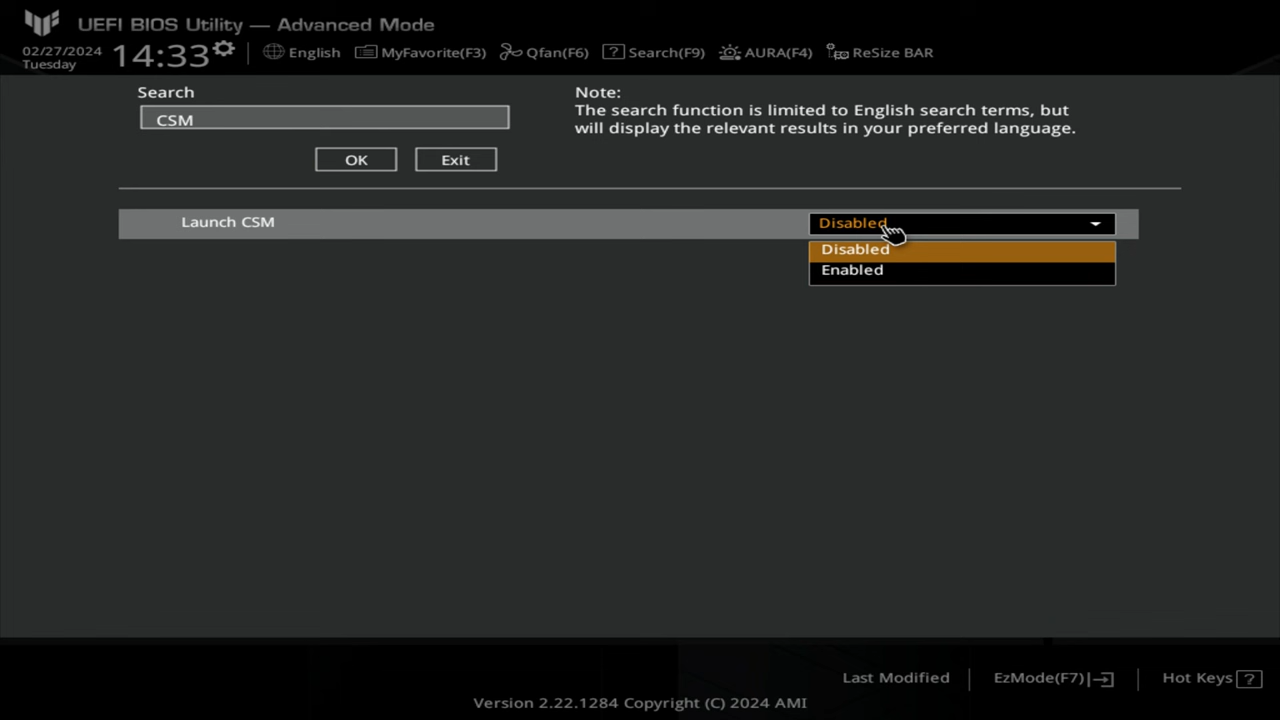 UEFI BIOS Utility — Advanced Mode
02/27/2024
Tuesday
14:33
English
MyFavorite(F3)
Qfan(F6)
? Search(F9)
AURA(F4)
ReSize BAR
Search
CSM
OK
Exit
Note:
The search function is limited to English search terms, but
will display the relevant results in your preferred language.
Launch CSM
Disabled
Disabled
Enabled
Last Modified
EzMode(F7)
Hot Keys ?
Version 2.22.1284 Copyright (C) 2024 AMI